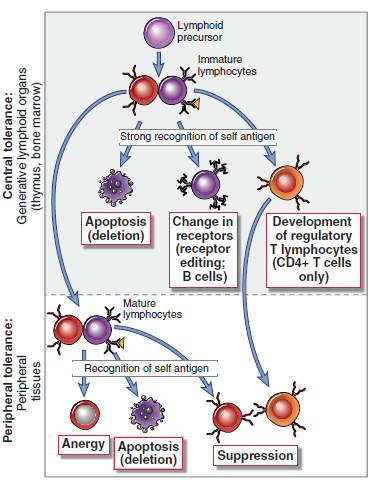 Lymphoid
precursor
Immature
lymphocytes
Central tolerance:
Generative lymphoid organs
(thymus, bone marrow)
Strong recognition of self antigen
Apoptosis
(deletion)
Change in
receptors
(receptor
editing;
B cells)
Development
of regulatory
T lymphocytes
(CD4+ T cells
only)
Mature
lymphocytes
Peripheral tolerance:
Peripheral
tissues
Recognition of self antigen
Anergy
Apoptosis
(deletion)
Suppression